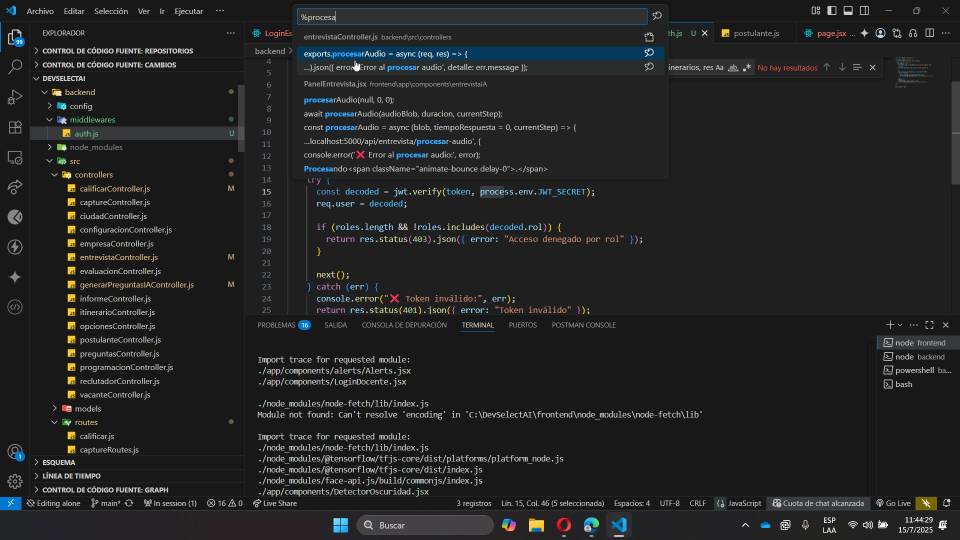 Archivo Editar Selección Ver Ir Ejecutar ···
%procesa
EXPLORADOR
CONTROL DE CÓDIGO FUENTE: REPOSITORIOS
CONTROL DE CÓDIGO FUENTE: CAMBIOS
DEVSELECTAI
backend
config
middlewares
auth.js U
node_modules
src
controllers
calificarController.js M
captureController.js
ciudadController.js
configuracionController.js
empresaController.js
entrevistaController.js M
evaluacionController.js
generarPreguntasIAController.js M
informeController.js
itinerarioController.js
opcionesController.js
postulanteController.js
preguntasController.js
programacionController.js
reclutadorController.js
vacanteController.js
models
routes
calificar.js
captureRoutes.js
ESQUEMA
LÍNEA DE TIEMPO
CONTROL DE CÓDIGO FUENTE: GRAPH
.js U
postulante.js
page.jsx ...\
backend
entrevistaController.js backend\src\controllers
exports.procesarAudio = async (req, res) => {
...).json({ error: 'Error al procesar audio', detalle: err.message });
PanelEntrevista.jsx frontend\app\components\entrevistaIA
procesarAudio(null, 0, 0);
await procesarAudio(audioBlob, duracion, currentStep);
const procesarAudio = async (blob, tiempoRespuesta = 0, currentStep) => {
...localhost:5000/api/entrevista/procesar-audio', {
console.error('❌ Error al procesar audio:', error);
Procesando<span className="animate-bounce delay-0">.</span>
inerarios, res Aa ab .* No hay resultados
4
5
6
7
8
9
10
11
12
13
14 try {
15 const decoded = jwt.verify(token, process.env.JWT_SECRET);
16 req.user = decoded;
17
18 if (roles.length && !roles.includes(decoded.rol)) {
19 return res.status(403).json({ error: "Acceso denegado por rol" });
20 }
21
22 next();
23 } catch (err) {
24 console.error("❌ Token inválido:", err);
25 return res.status(401).json({ error: "Token inválido" });
PROBLEMAS 16 SALIDA CONSOLA DE DEPURACIÓN TERMINAL PUERTOS POSTMAN CONSOLE
Import trace for requested module:
./app/components/alerts/Alerts.jsx
./app/components/LoginDocente.jsx
./node_modules/node-fetch/lib/index.js
Module not found: Can't resolve 'encoding' in 'C:\DevSelectAI\frontend\node_modules\node-fetch\lib'
Import trace for requested module:
./node_modules/node-fetch/lib/index.js
./node_modules/@tensorflow/tfjs-core/dist/platforms/platform_node.js
./node_modules/@tensorflow/tfjs-core/dist/index.js
./node_modules/face-api.js/build/commonjs/index.js
./app/components/DetectorOscuridad.jsx
node frontend
node backend
powershell ba...
bash
Editing alone main* In session (1) 16 0 Live Share 3 registros Lín. 15, Col. 46 (5 seleccionada) Espacios: 4 UTF-8 CRLF {} JavaScript Cuota de chat alcanzada Go Live
Buscar
ESP
LAA
11:44:29
15/7/2025